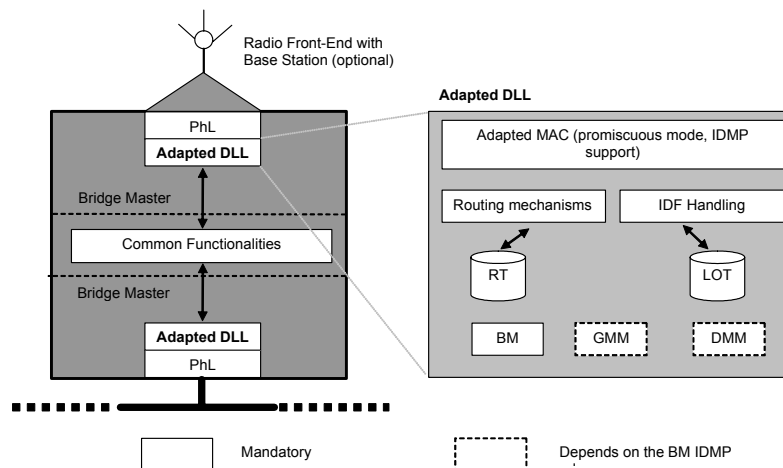 Radio Front-End with
Base Station (optional)
PhL
Adapted DLL
Bridge Master
Common Functionalities
Bridge Master
Adapted DLL
PhL
Adapted DLL
Adapted MAC (promiscuous mode, IDMP
support)
Routing mechanisms
IDF Handling
RT
LOT
BM
GMM
DMM
Mandatory
Depends on the BM IDMP